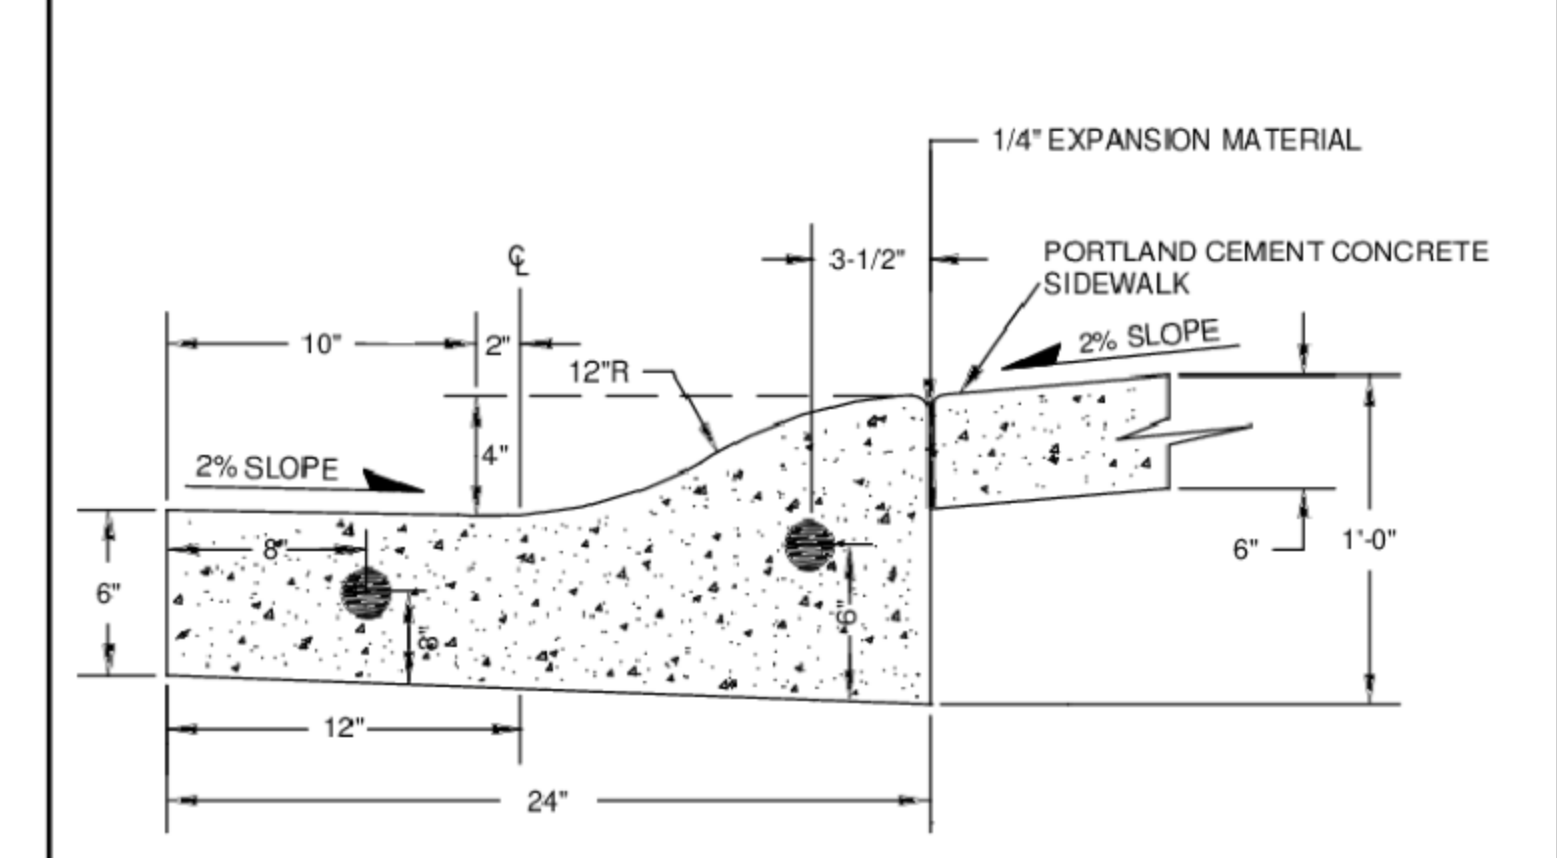 1/4" EXPANSION MATERIAL
℄
3-1/2"
PORTLAND CEMENT CONCRETE
SIDEWALK
10"
2"
12"R
2% SLOPE
4"
2% SLOPE
8"
6"
3"
6"
6"
1'-0"
12"
24"